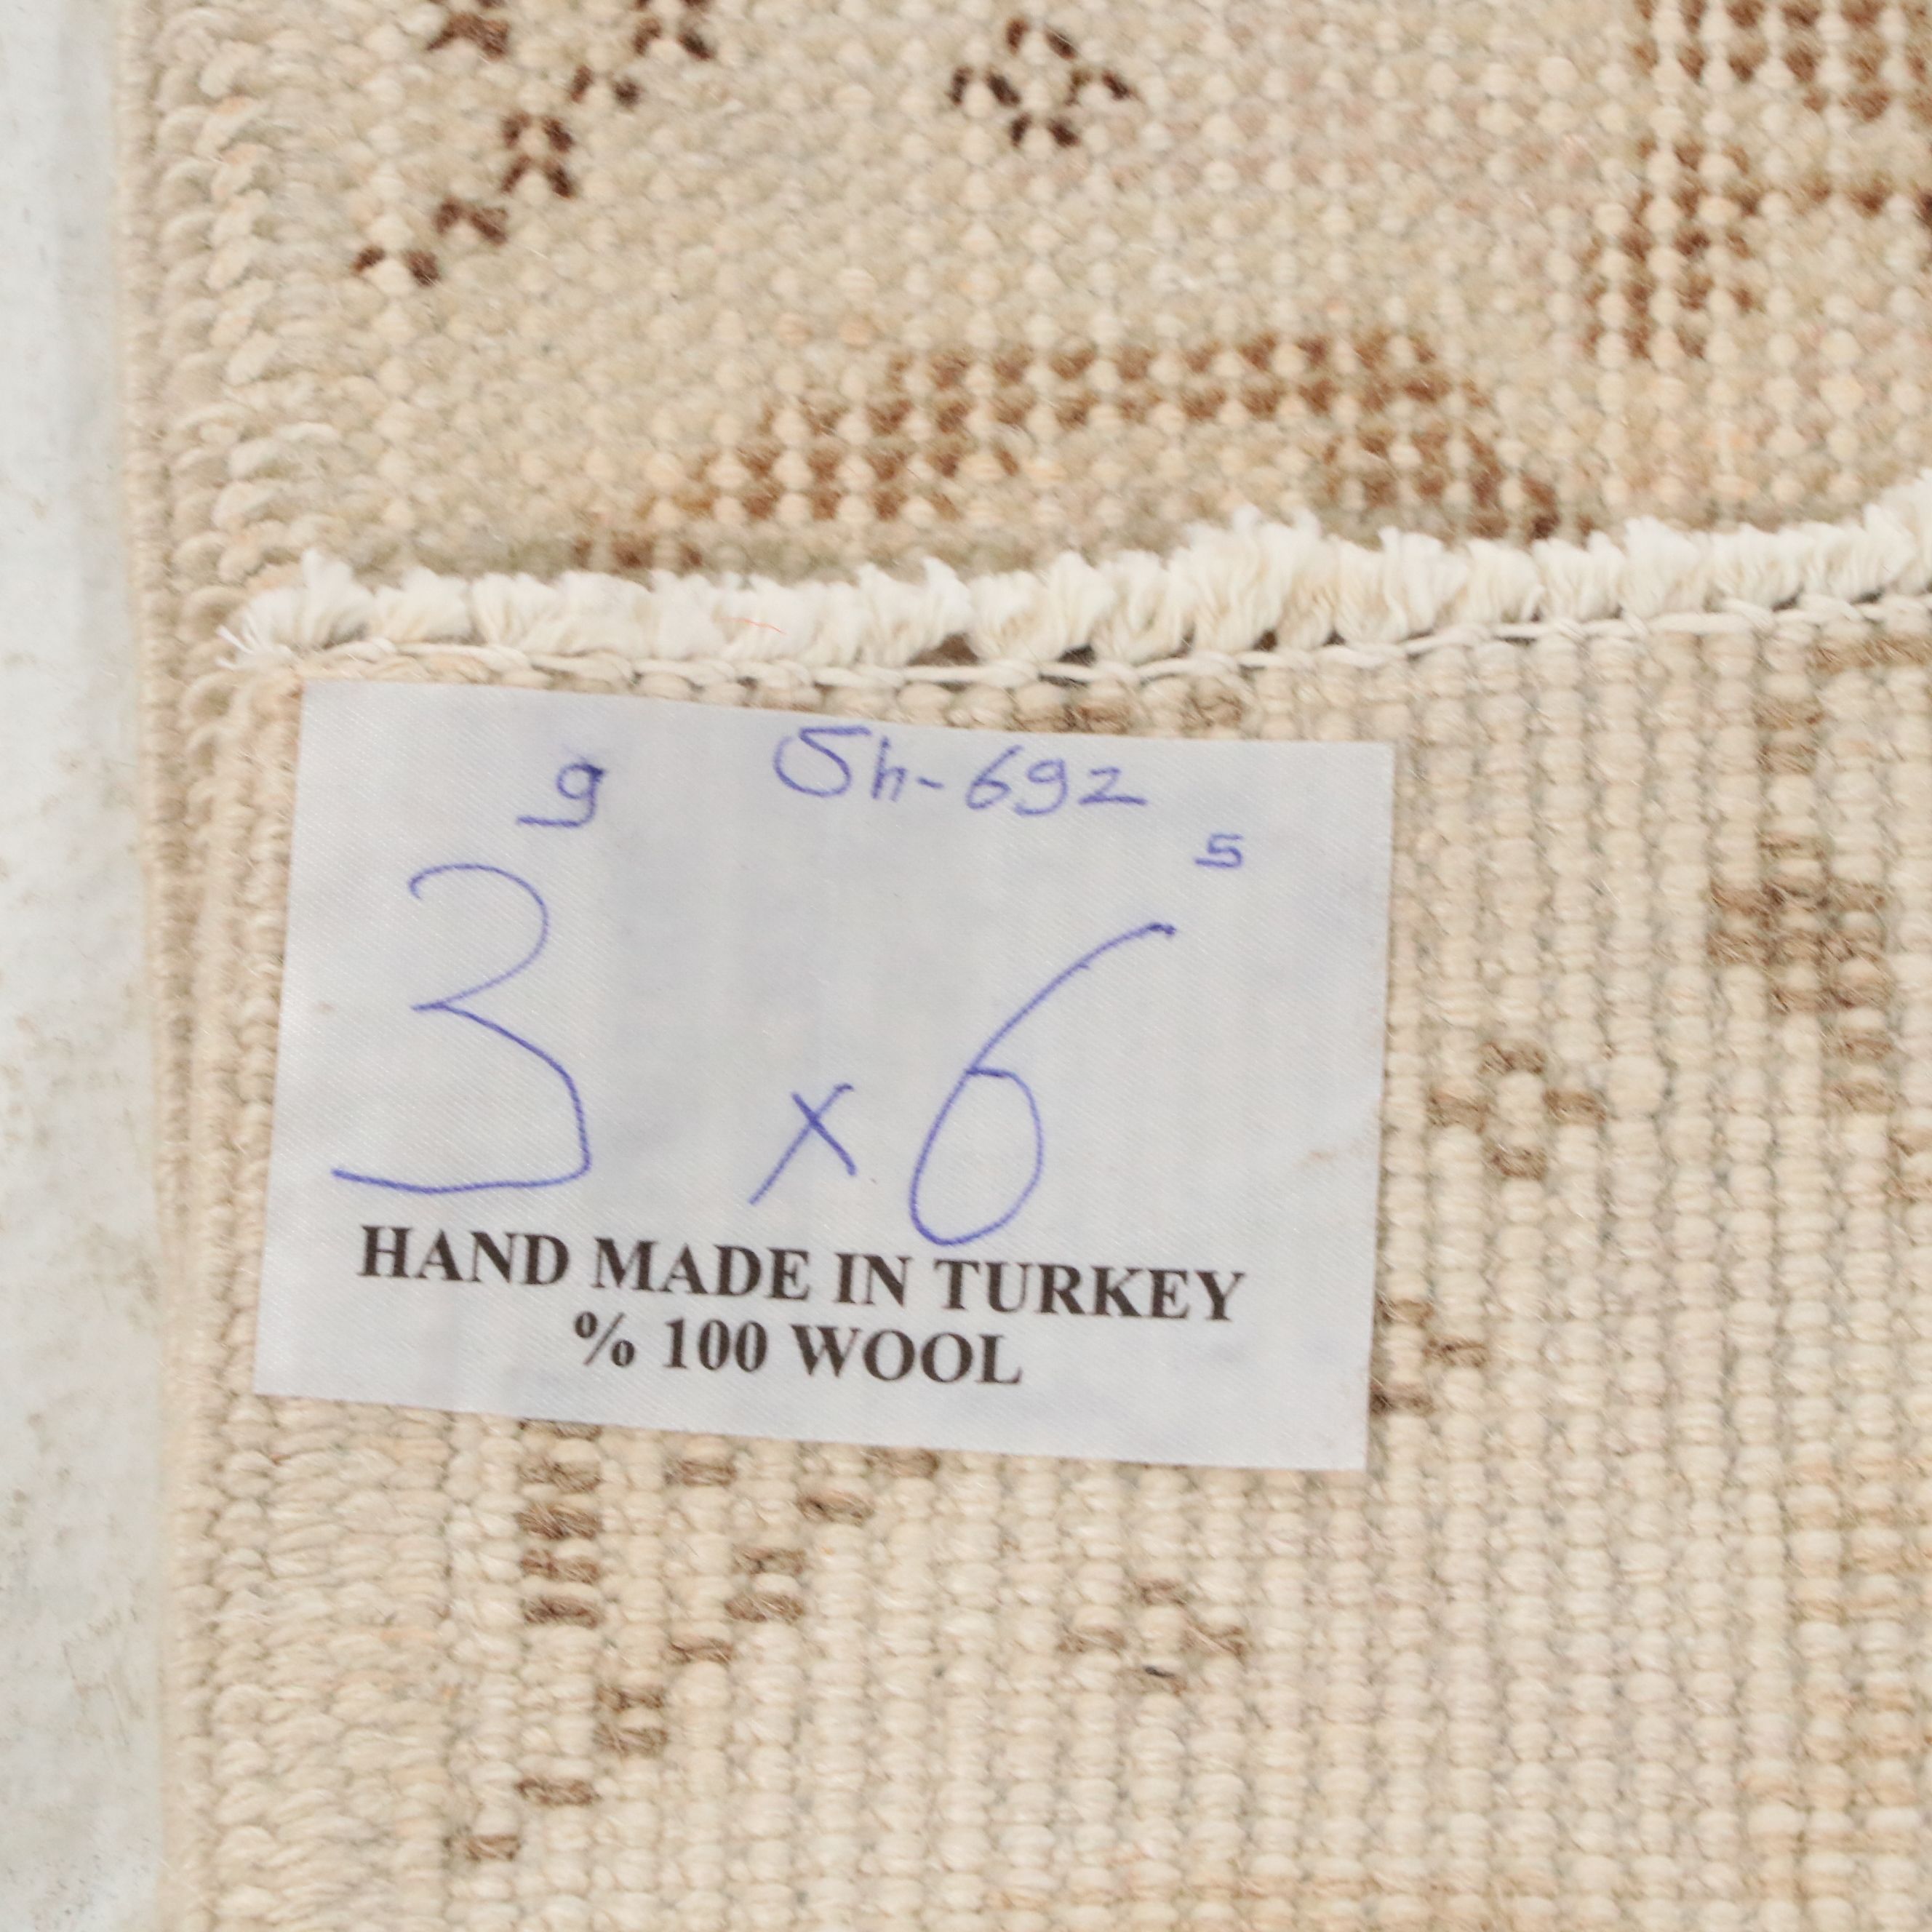 9 Sh-692
5
3 x 6
HAND MADE IN TURKEY
% 100 WOOL